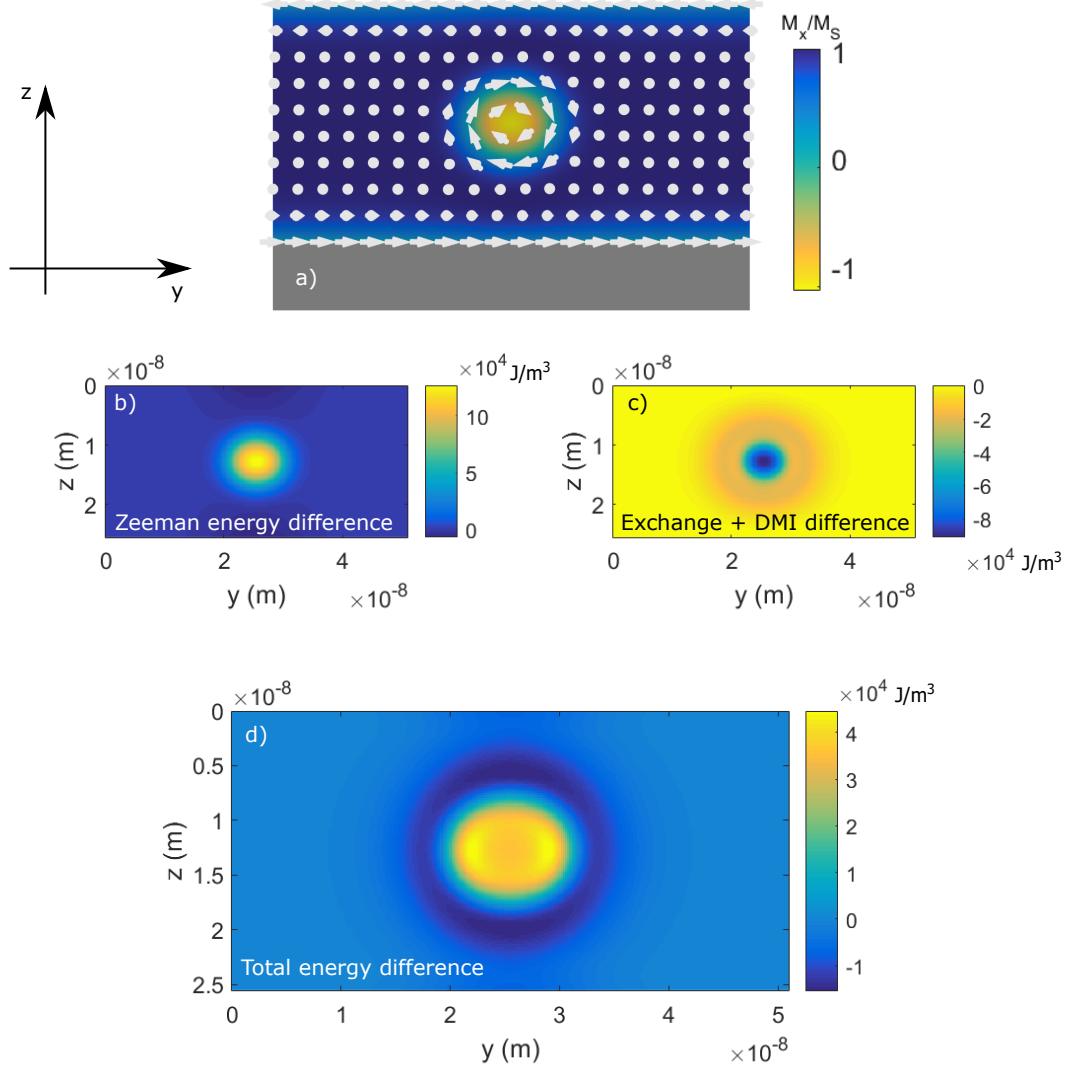 M_x/M_S
z
1
0
-1
y
a)
×10^-8
×10^4 J/m^3
b)
0
1
2
z (m)
10
5
0
Zeeman energy difference
0
2
4
y (m)
×10^-8
×10^-8
c)
0
1
2
z (m)
0
-2
-4
-6
-8
Exchange + DMI difference
0
2
4
×10^4 J/m^3
y (m)
×10^-8
×10^-8
×10^4 J/m^3
d)
0
0.5
1
1.5
2
2.5
z (m)
4
3
2
1
0
-1
Total energy difference
0
1
2
3
4
5
y (m)
×10^-8